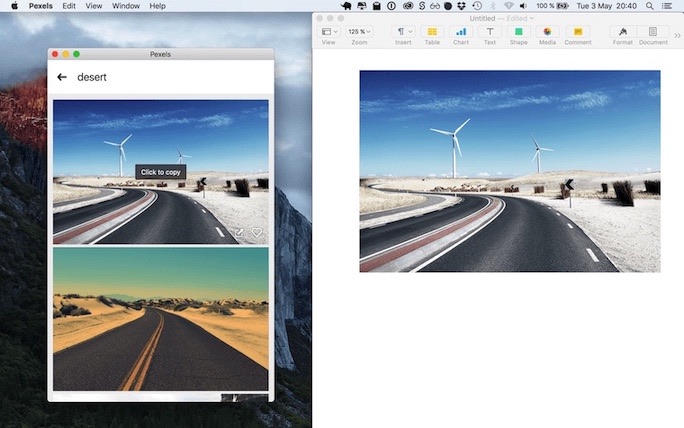 Pexels Edit View Window Help
100 % Tue 3 May 20:40
Untitled — Edited
125 %
View Zoom Insert Table Chart Text Shape Media Comment Format Document
Pexels
desert
Click to copy